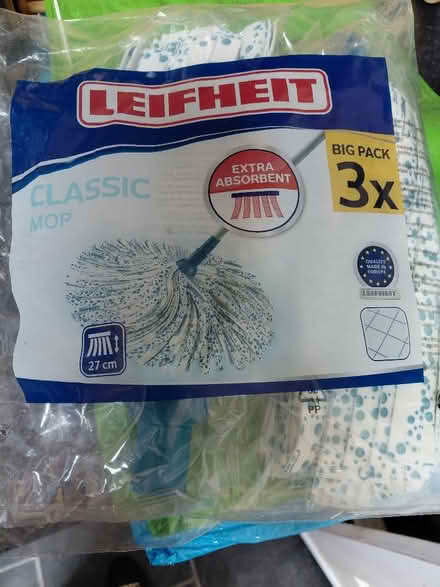 LEIFHEIT
BIG PACK
3x
EXTRA
ABSORBENT
CLASSIC
MOP
QUALITY
MADE IN
EUROPE
LEIFHEIT
27 cm
PP